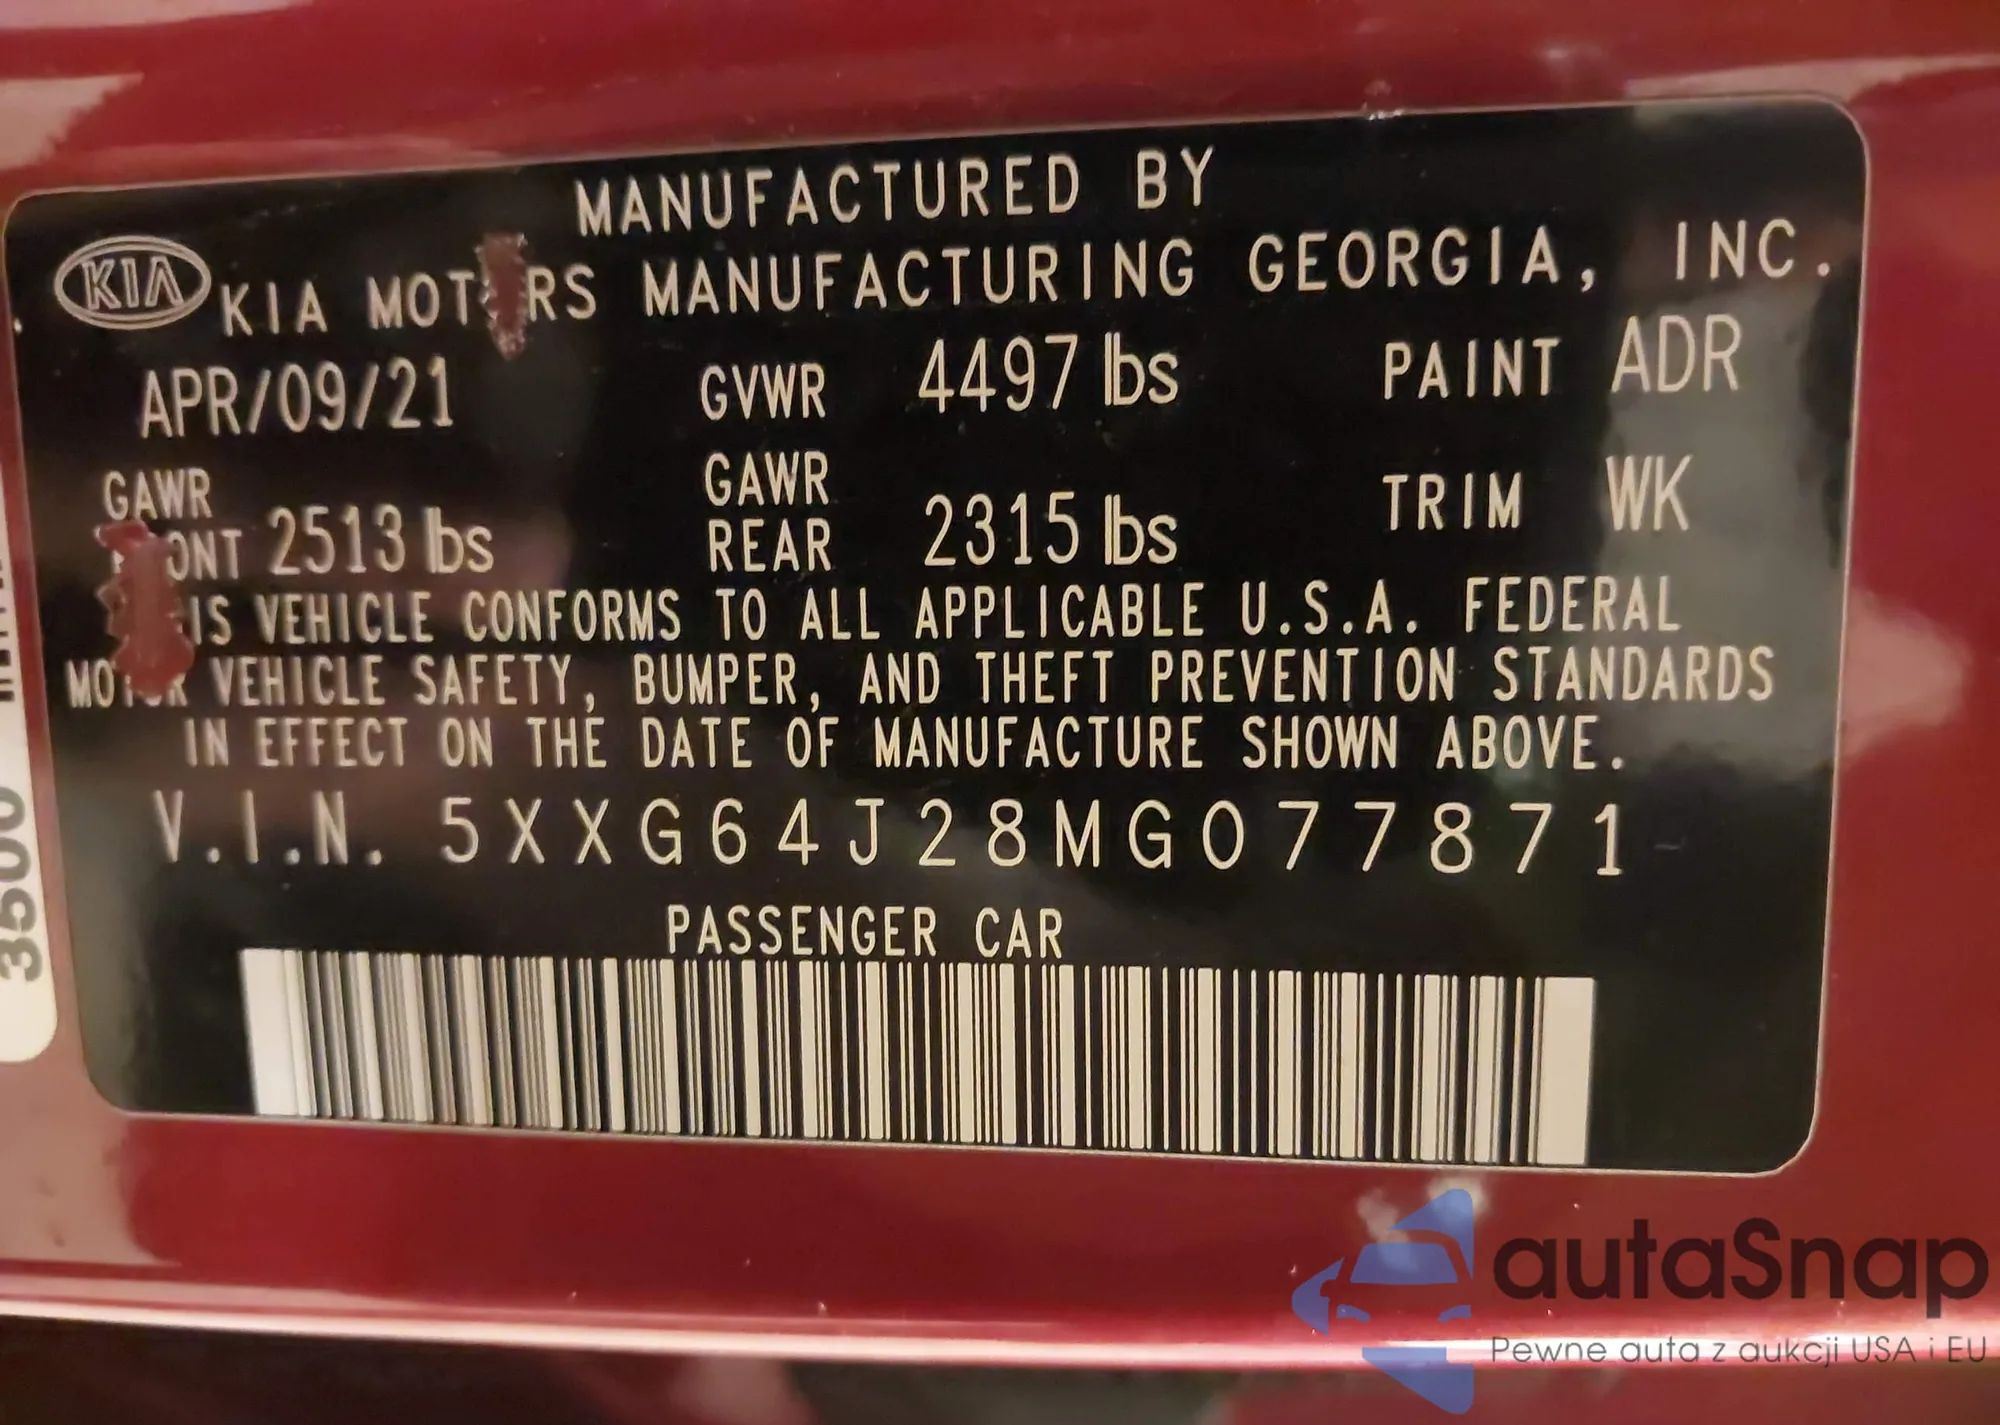 MANUFACTURED BY
KIA KIA MOT RS MANUFACTURING GEORGIA, INC.
APR/09/21 GVWR 4497 lbs PAINT ADR
GAWR GAWR
ONT 2513 lbs REAR 2315 lbs TRIM WK
IS VEHICLE CONFORMS TO ALL APPLICABLE U.S.A. FEDERAL
MOTOR VEHICLE SAFETY, BUMPER, AND THEFT PREVENTION STANDARDS
IN EFFECT ON THE DATE OF MANUFACTURE SHOWN ABOVE.
V.I.N. 5XXG64J28MG077871
PASSENGER CAR
3500
autaSnap
Pewne auta z aukcji USA i EU